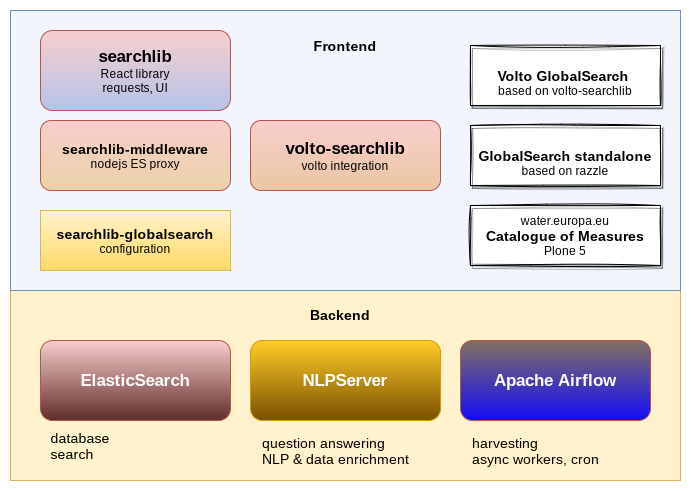 Frontend
searchlib
React library
requests, UI
searchlib-middleware
nodejs ES proxy
searchlib-globalsearch
configuration
volto-searchlib
volto integration
Volto GlobalSearch
based on volto-searchlib
GlobalSearch standalone
based on razzle
water.europa.eu
Catalogue of Measures
Plone 5
Backend
ElasticSearch
database
search
NLPServer
question answering
NLP & data enrichment
Apache Airflow
harvesting
async workers, cron